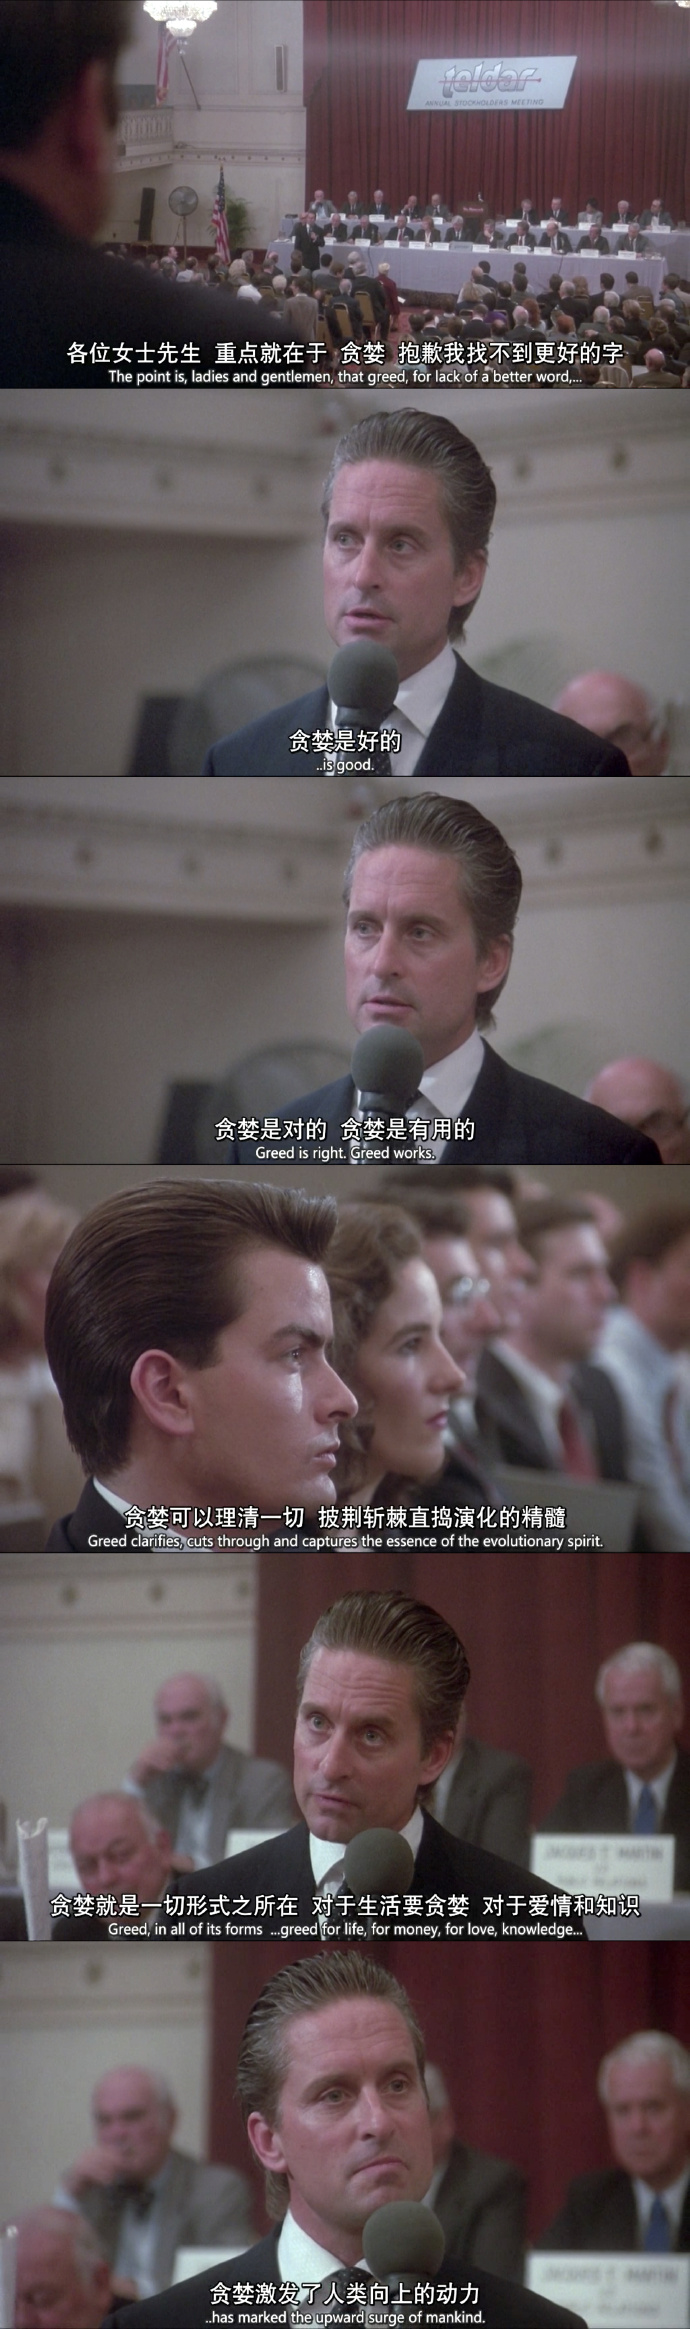 teldar
ANNUAL STOCKHOLDERS MEETING
各位女士先生 重点就在于 贪婪 抱歉我找不到更好的字
The point is, ladies and gentlemen, that greed, for lack of a better word,...
贪婪是好的
..is good.
贪婪是对的 贪婪是有用的
Greed is right. Greed works.
贪婪可以理清一切 披荆斩棘直捣演化的精髓
Greed clarifies, cuts through and captures the essence of the evolutionary spirit.
JACQUES T. MARTIN
贪婪就是一切形式之所在 对于生活要贪婪 对于爱情和知识
Greed, in all of its forms ...greed for life, for money, for love, knowledge...
贪婪激发了人类向上的动力
..has marked the upward surge of mankind.